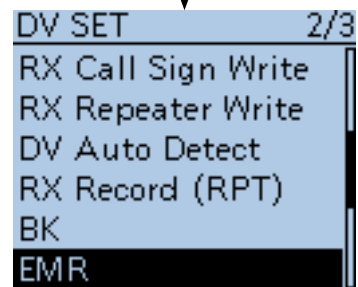 DV SET 2/3
RX Call Sign Write
RX Repeater Write
DV Auto Detect
RX Record (RPT)
BK
EMR